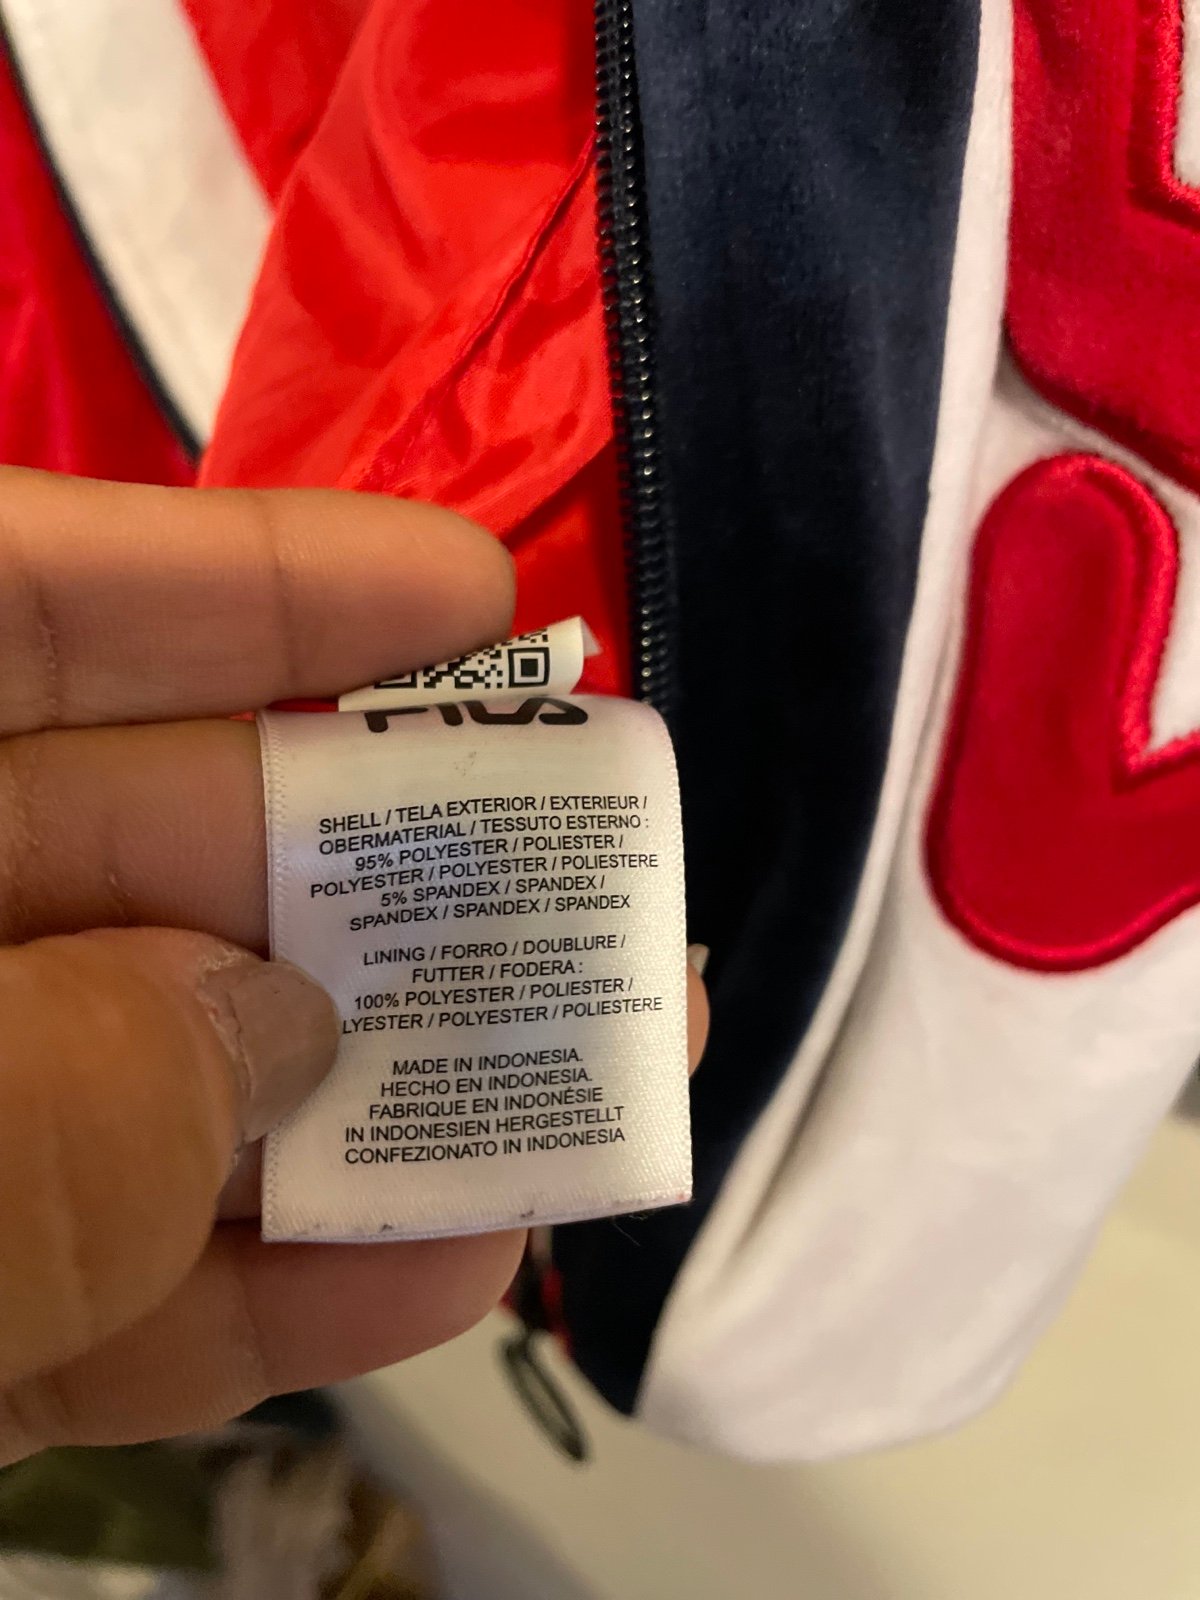 FILA
SHELL / TELA EXTERIOR / EXTERIEUR /
OBERMATERIAL / TESSUTO ESTERNO :
95% POLYESTER / POLIESTER /
POLYESTER / POLYESTER / POLIESTERE
5% SPANDEX / SPANDEX /
SPANDEX / SPANDEX / SPANDEX
LINING / FORRO / DOUBLURE /
FUTTER / FODERA :
100% POLYESTER / POLIESTER /
LYESTER / POLYESTER / POLIESTERE
MADE IN INDONESIA.
HECHO EN INDONESIA.
FABRIQUE EN INDONÉSIE
IN INDONESIEN HERGESTELLT
CONFEZIONATO IN INDONESIA